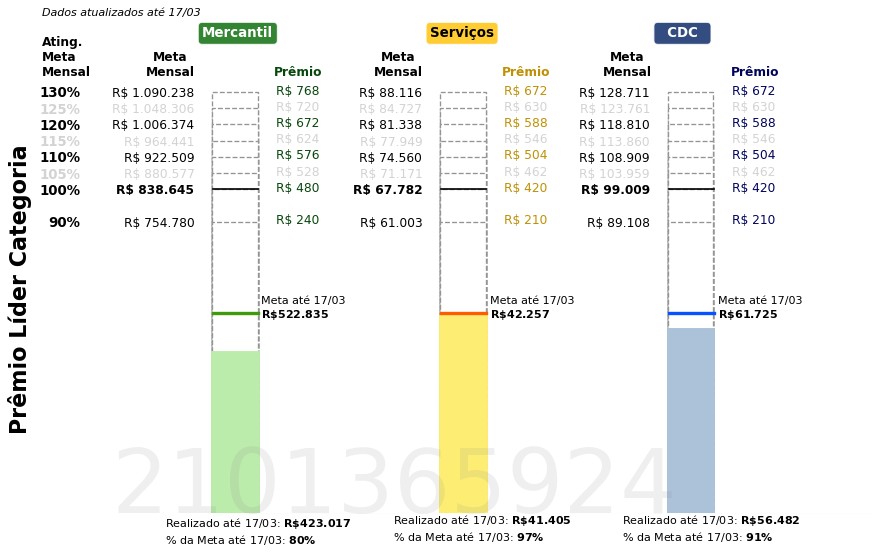 Dados atualizados até 17/03
Mercantil Serviços CDC
Ating.
Meta
Mensal
Meta
Mensal Prêmio
Meta
Mensal Prêmio
Meta
Mensal Prêmio
130% R$ 1.090.238 R$ 768 R$ 88.116 R$ 672 R$ 128.711 R$ 672
125% R$ 1.048.306 R$ 720 R$ 84.727 R$ 630 R$ 123.761 R$ 630
120% R$ 1.006.374 R$ 672 R$ 81.338 R$ 588 R$ 118.810 R$ 588
115% R$ 964.441 R$ 624 R$ 77.949 R$ 546 R$ 113.860 R$ 546
110% R$ 922.509 R$ 576 R$ 74.560 R$ 504 R$ 108.909 R$ 504
105% R$ 880.577 R$ 528 R$ 71.171 R$ 462 R$ 103.959 R$ 462
100% R$ 838.645 R$ 480 R$ 67.782 R$ 420 R$ 99.009 R$ 420
90% R$ 754.780 R$ 240 R$ 61.003 R$ 210 R$ 89.108 R$ 210
Prêmio Líder Categoria
Meta até 17/03
R$522.835
Meta até 17/03
R$42.257
Meta até 17/03
R$61.725
2101365924
Realizado até 17/03: R$423.017
% da Meta até 17/03: 80%
Realizado até 17/03: R$41.405
% da Meta até 17/03: 97%
Realizado até 17/03: R$56.482
% da Meta até 17/03: 91%